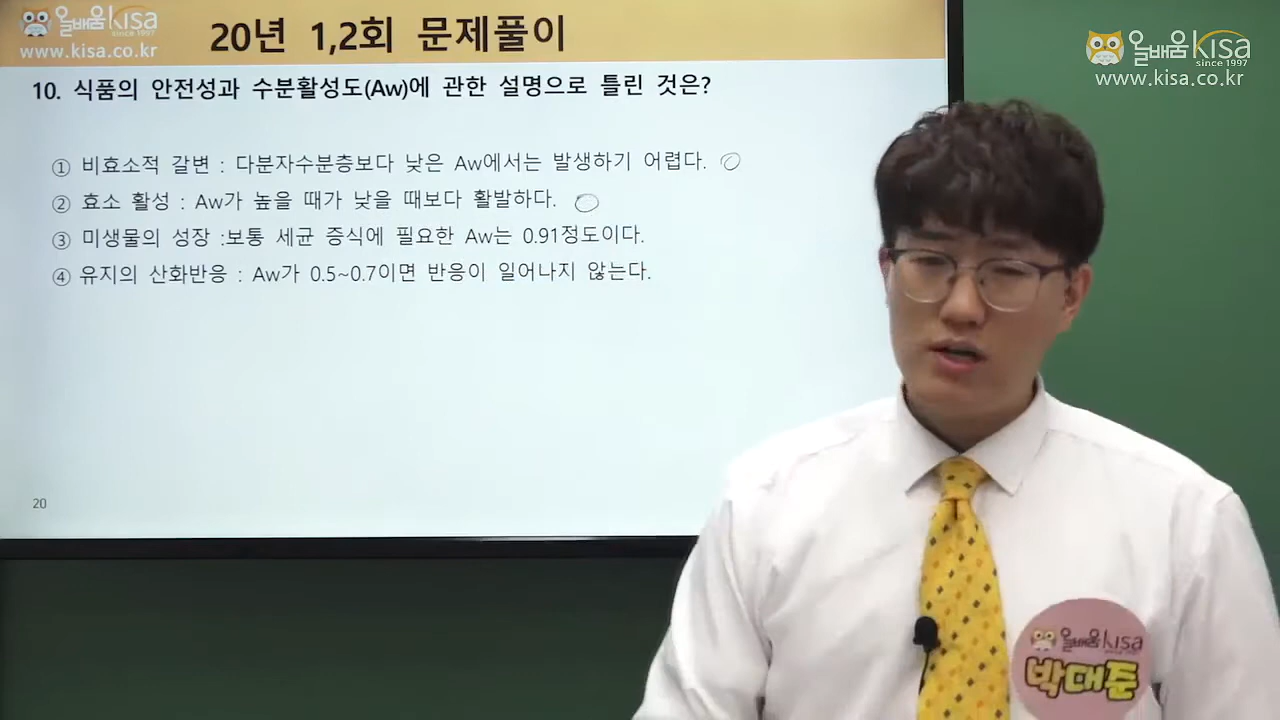 올배움kisa
since 1997
www.kisa.co.kr
20년 1,2회 문제풀이
올배움kisa
since 1997
www.kisa.co.kr
10. 식품의 안전성과 수분활성도(Aw)에 관한 설명으로 틀린 것은?
① 비효소적 갈변 : 다분자수분층보다 낮은 Aw에서는 발생하기 어렵다.
② 효소 활성 : Aw가 높을 때가 낮을 때보다 활발하다.
③ 미생물의 성장 :보통 세균 증식에 필요한 Aw는 0.91정도이다.
④ 유지의 산화반응 : Aw가 0.5~0.7이면 반응이 일어나지 않는다.
20
올배움kisa
박대준